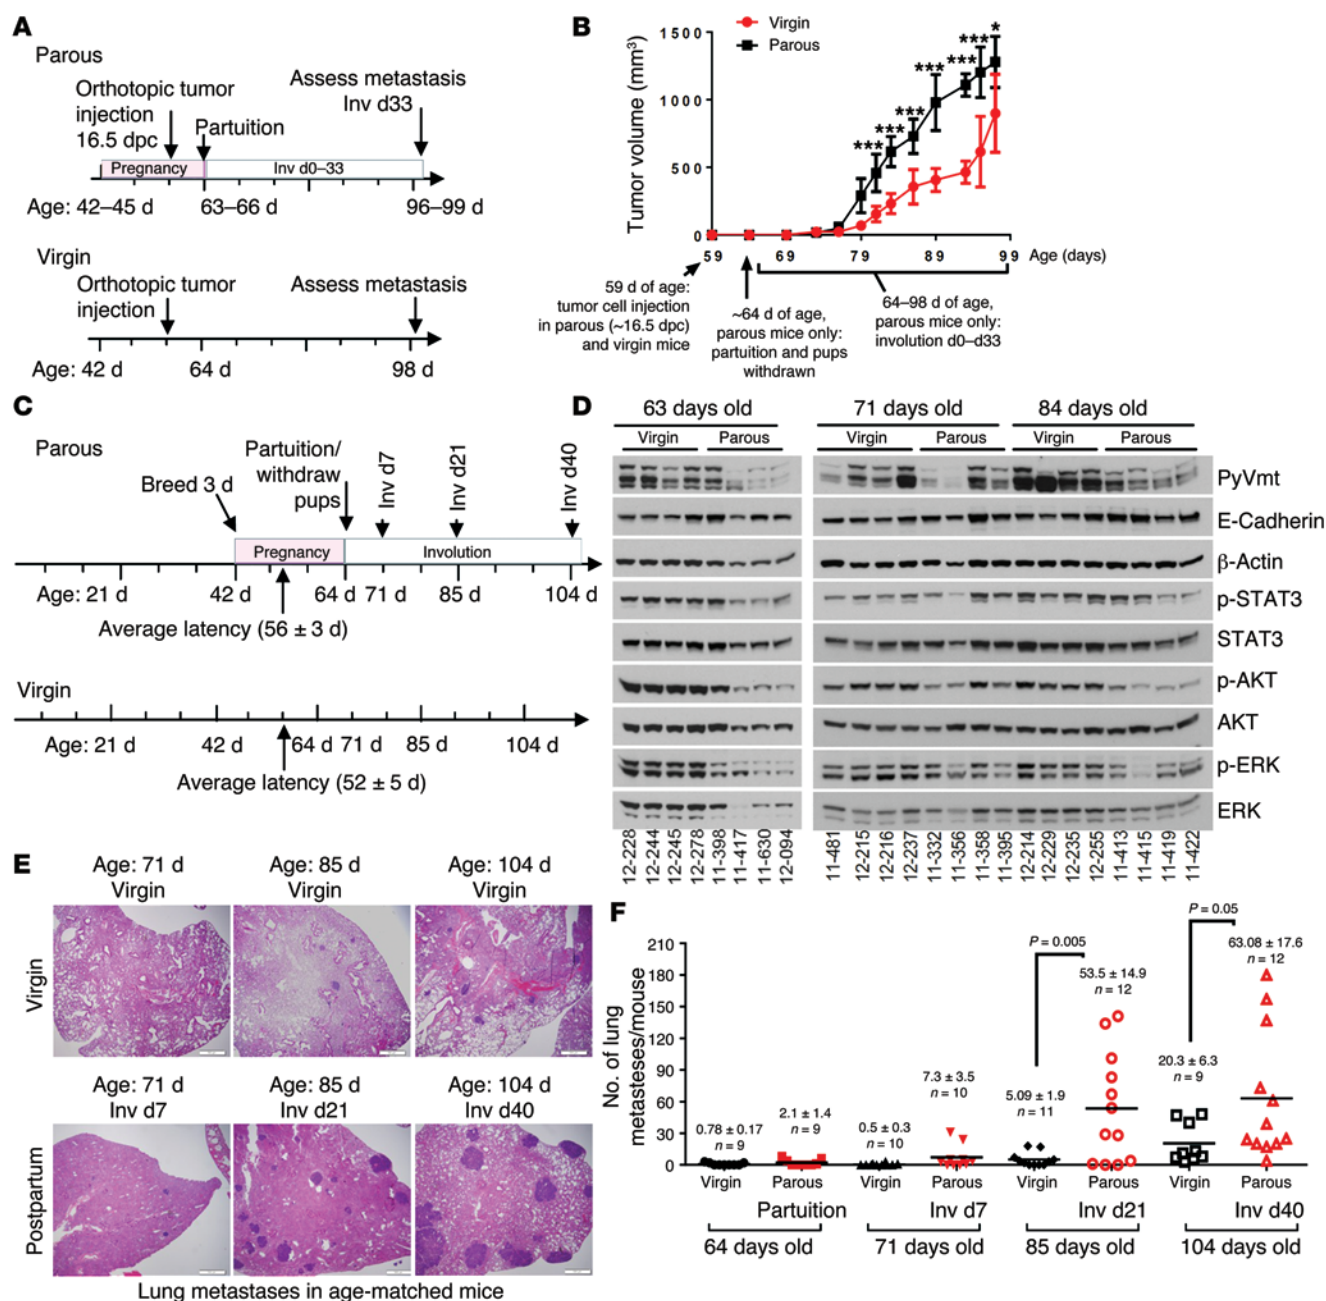 A
Parous
Orthotopic tumor
injection
16.5 dpc
Partuition
Assess metastasis
Inv d33
Pregnancy
Inv d0–33
Age: 42–45 d
63–66 d
96–99 d
Virgin
Orthotopic tumor
injection
Assess metastasis
Age: 42 d
64 d
98 d
B
Virgin
Parous
Tumor volume (mm³)
1500
1000
500
0
***
***
***
***
***
***
*
59
69
79
89
99
Age (days)
59 d of age:
tumor cell injection
in parous (~16.5 dpc)
and virgin mice
~64 d of age,
parous mice only:
partuition and pups
withdrawn
64–98 d of age,
parous mice only:
involution d0–d33
C
Parous
Breed 3 d
Partuition/
withdraw
pups
Inv d7
Inv d21
Inv d40
Pregnancy
Involution
Age: 21 d
42 d
64 d
71 d
85 d
104 d
Average latency (56 ± 3 d)
Virgin
Age: 21 d
42 d
64 d
71 d
85 d
104 d
Average latency (52 ± 5 d)
D
63 days old
71 days old
84 days old
Virgin
Parous
Virgin
Parous
Virgin
Parous
PyVmt
E-Cadherin
β-Actin
p-STAT3
STAT3
p-AKT
AKT
p-ERK
ERK
12-228
12-244
12-245
12-278
11-398
11-417
11-630
12-094
11-481
12-215
12-216
12-237
11-332
11-356
11-358
11-395
12-214
12-229
12-235
12-255
11-413
11-415
11-419
11-422
E
Age: 71 d
Virgin
Age: 85 d
Virgin
Age: 104 d
Virgin
Virgin
Age: 71 d
Inv d7
Age: 85 d
Inv d21
Age: 104 d
Inv d40
Postpartum
Lung metastases in age-matched mice
F
No. of lung
metasteses/mouse
210
180
150
120
90
60
30
0
0.78 ± 0.17
n = 9
2.1 ± 1.4
n = 9
0.5 ± 0.3
n = 10
7.3 ± 3.5
n = 10
5.09 ± 1.9
n = 11
P = 0.005
53.5 ± 14.9
n = 12
20.3 ± 6.3
n = 9
P = 0.05
63.08 ± 17.6
n = 12
Virgin
Parous
Virgin
Parous
Virgin
Parous
Virgin
Parous
Partuition
Inv d7
Inv d21
Inv d40
64 days old
71 days old
85 days old
104 days old